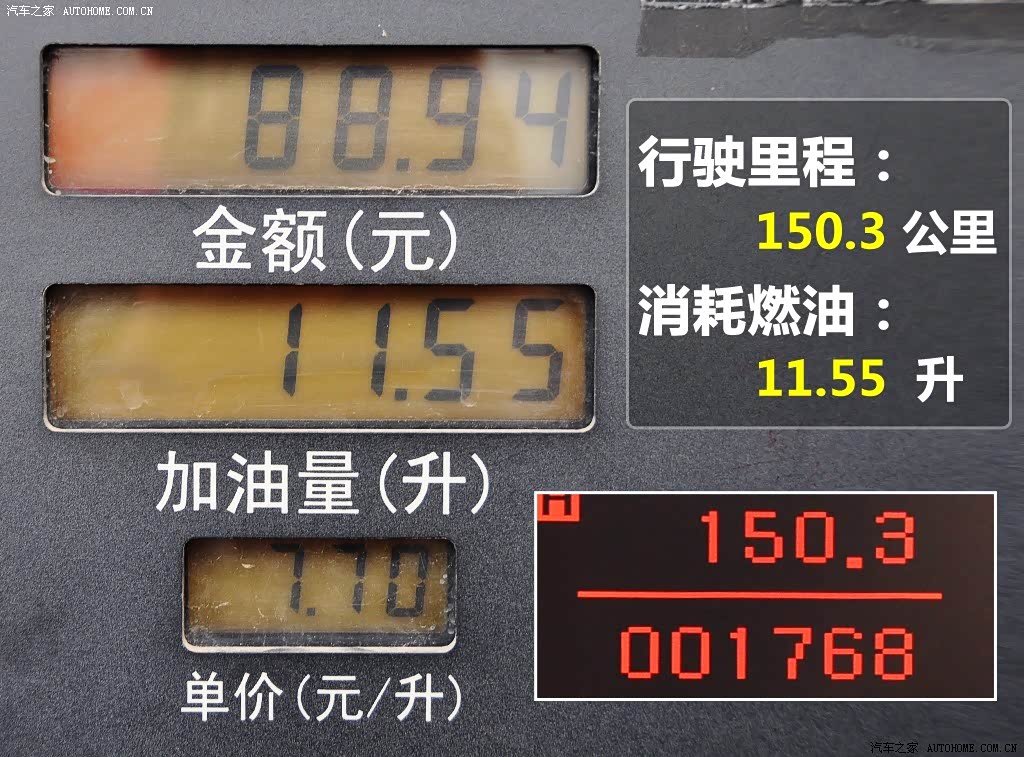 汽车之家 AUTOHOME.COM.CN
88.94
金额(元)
11.55
加油量(升)
7.70
单价(元/升)
行驶里程：
150.3 公里
消耗燃油：
11.55 升
150.3
001768
汽车之家 AUTOHOME.COM.CN